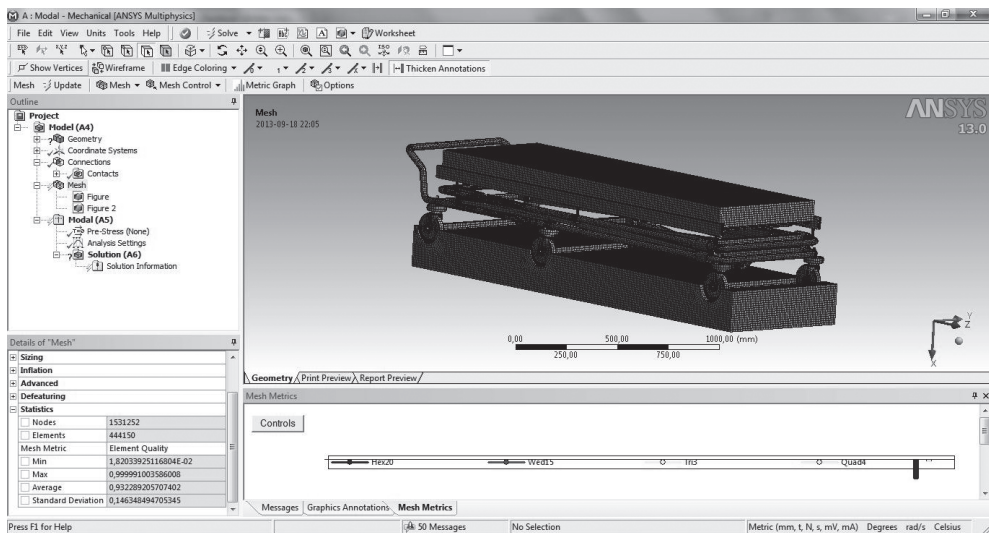 A : Modal - Mechanical [ANSYS Multiphysics]
File Edit View Units Tools Help Solve Worksheet
Show Vertices Wireframe Edge Coloring Thicken Annotations
Mesh Update Mesh Mesh Control Metric Graph Options
Outline
Project
Model (A4)
Geometry
Coordinate Systems
Connections
Contacts
Mesh
Figure
Figure 2
Modal (A5)
Pre-Stress (None)
Analysis Settings
Solution (A6)
Solution Information
Mesh
2013-09-18 22:05
ANSYS
13.0
0,00 500,00 1000,00 (mm)
250,00 750,00
Y
Z
X
Geometry Print Preview Report Preview
Details of "Mesh"
Sizing
Inflation
Advanced
Defeaturing
Statistics
Nodes 1531252
Elements 444150
Mesh Metric Element Quality
Min 1,82033925116804E-02
Max 0,999991003586008
Average 0,932289205707402
Standard Deviation 0,146348494705345
Mesh Metrics
Controls
Hex20 Wed15 Tri3 Quad4
Messages Graphics Annotations Mesh Metrics
Press F1 for Help 50 Messages No Selection Metric (mm, t, N, s, mV, mA) Degrees rad/s Celsius